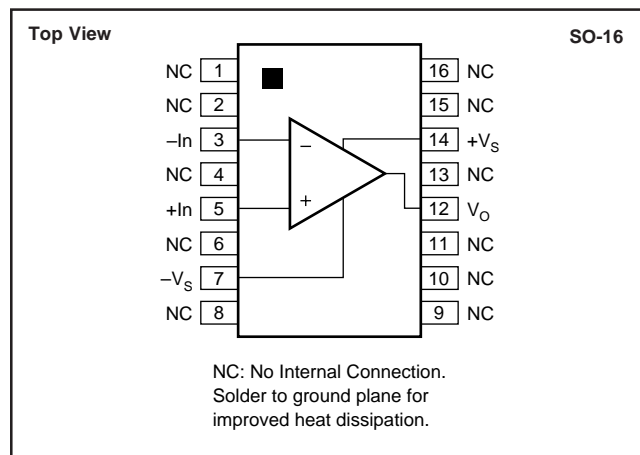 Top View SO-16
NC 1 16 NC
NC 2 15 NC
–In 3 – 14 +VS
NC 4 13 NC
+In 5 + 12 VO
NC 6 11 NC
–VS 7 10 NC
NC 8 9 NC
NC: No Internal Connection.
Solder to ground plane for
improved heat dissipation.